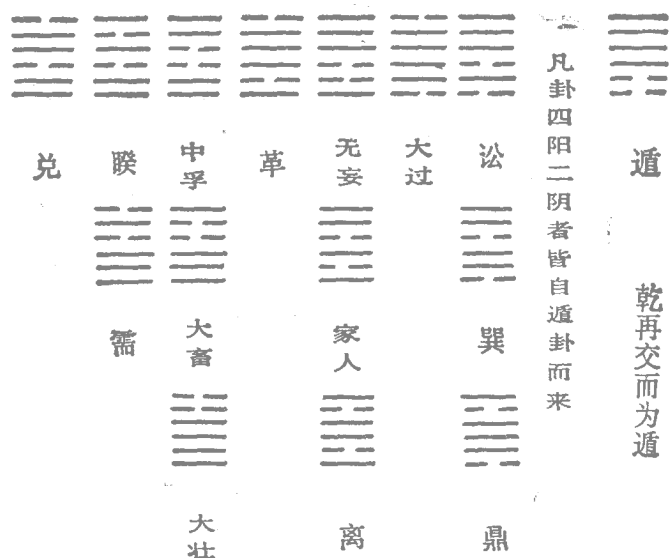 遁
乾再交而为遁
凡卦四阳二阴者皆自遁卦而来
讼
巽
鼎
大过
无妄
家人
离
革
中孚
大畜
大壮
睽
需
兑